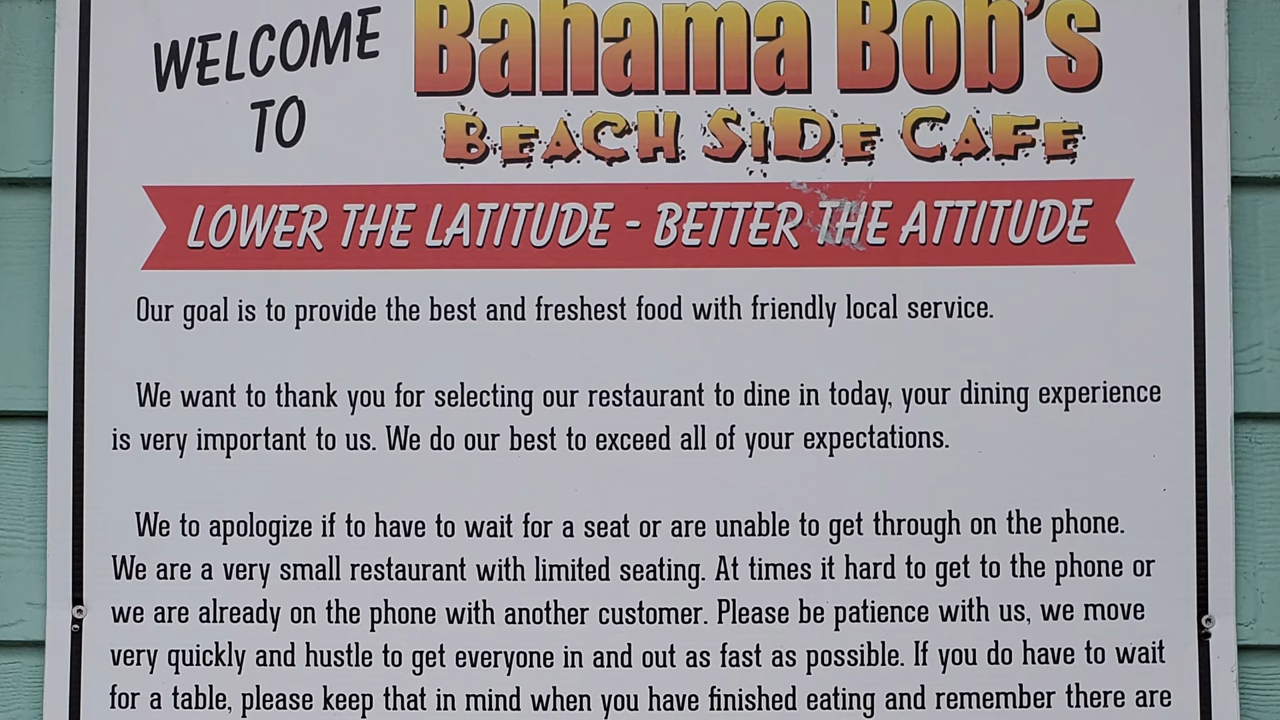 WELCOME
TO
Bahama Bob's
BEACH SIDE CAFE
LOWER THE LATITUDE - BETTER THE ATTITUDE
Our goal is to provide the best and freshest food with friendly local service.
We want to thank you for selecting our restaurant to dine in today, your dining experience
is very important to us. We do our best to exceed all of your expectations.
We to apologize if to have to wait for a seat or are unable to get through on the phone.
We are a very small restaurant with limited seating. At times it hard to get to the phone or
we are already on the phone with another customer. Please be patience with us, we move
very quickly and hustle to get everyone in and out as fast as possible. If you do have to wait
for a table, please keep that in mind when you have finished eating and remember there are